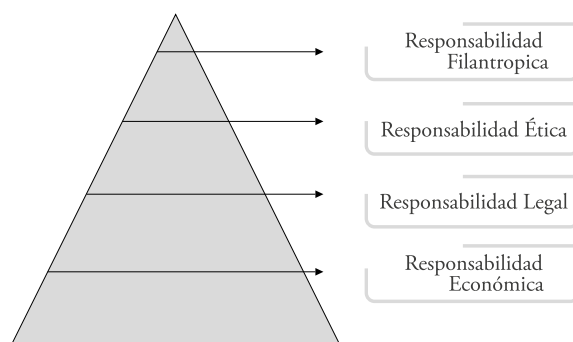 Responsabilidad
Filantropica
Responsabilidad Ética
Responsabilidad Legal
Responsabilidad
Económica